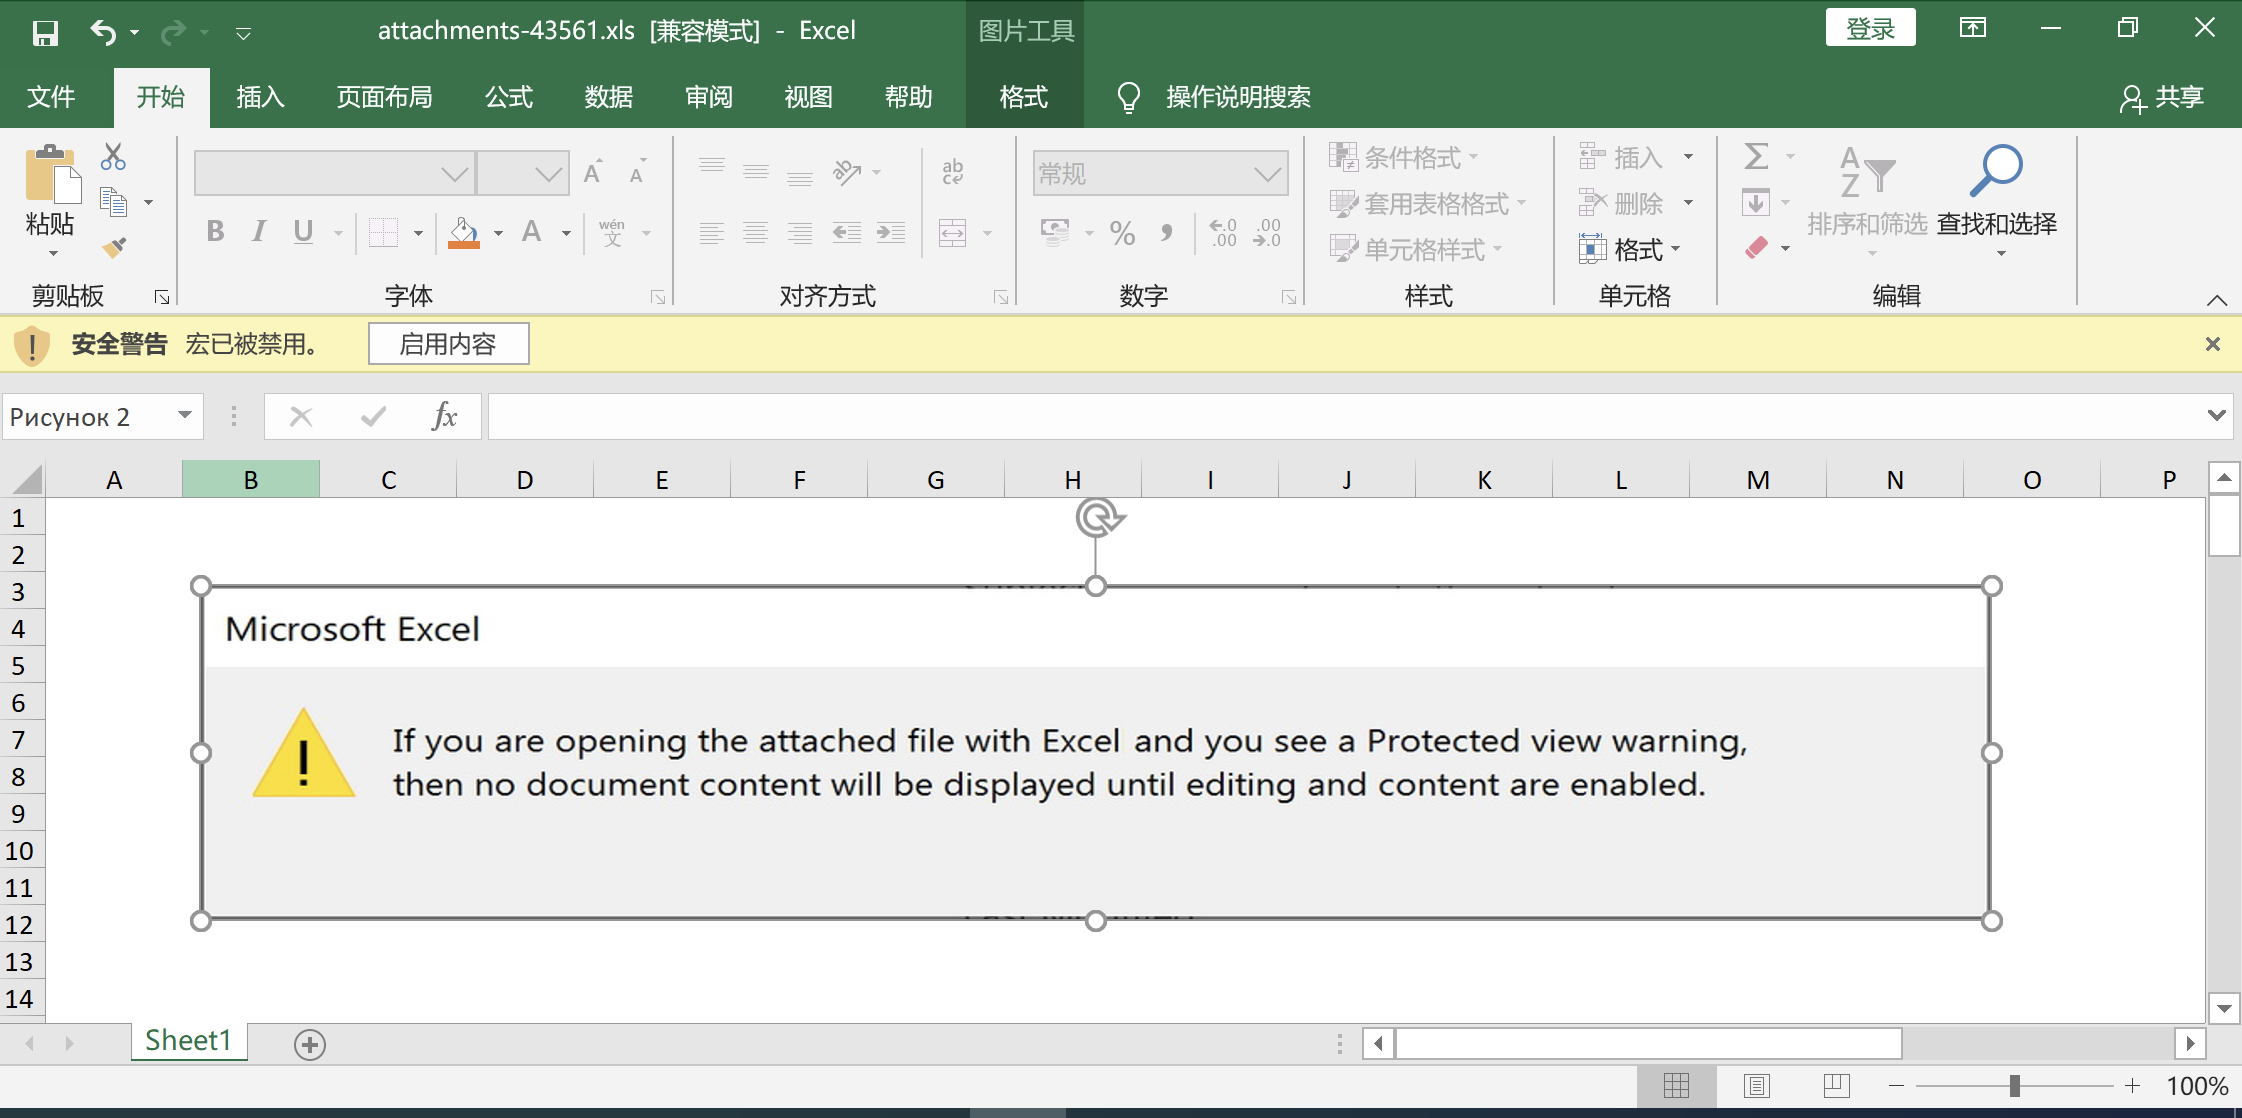 attachments-43561.xls [兼容模式] - Excel
图片工具
登录
文件 开始 插入 页面布局 公式 数据 审阅 视图 帮助 格式 操作说明搜索 共享
粘贴
剪贴板
B I U A wén 文
A A
字体
ab
对齐方式
常规
% , .0 .00 .00 .0
数字
条件格式
套用表格格式
单元格样式
样式
插入
删除
格式
单元格
Σ
A Z
排序和筛选
查找和选择
编辑
安全警告 宏已被禁用。 启用内容
Рисунок 2 fx
A B C D E F G H I J K L M N O P
1
2
3
4
5
6
7
8
9
10
11
12
13
14
Microsoft Excel
If you are opening the attached file with Excel and you see a Protected view warning,
then no document content will be displayed until editing and content are enabled.
Sheet1
100%